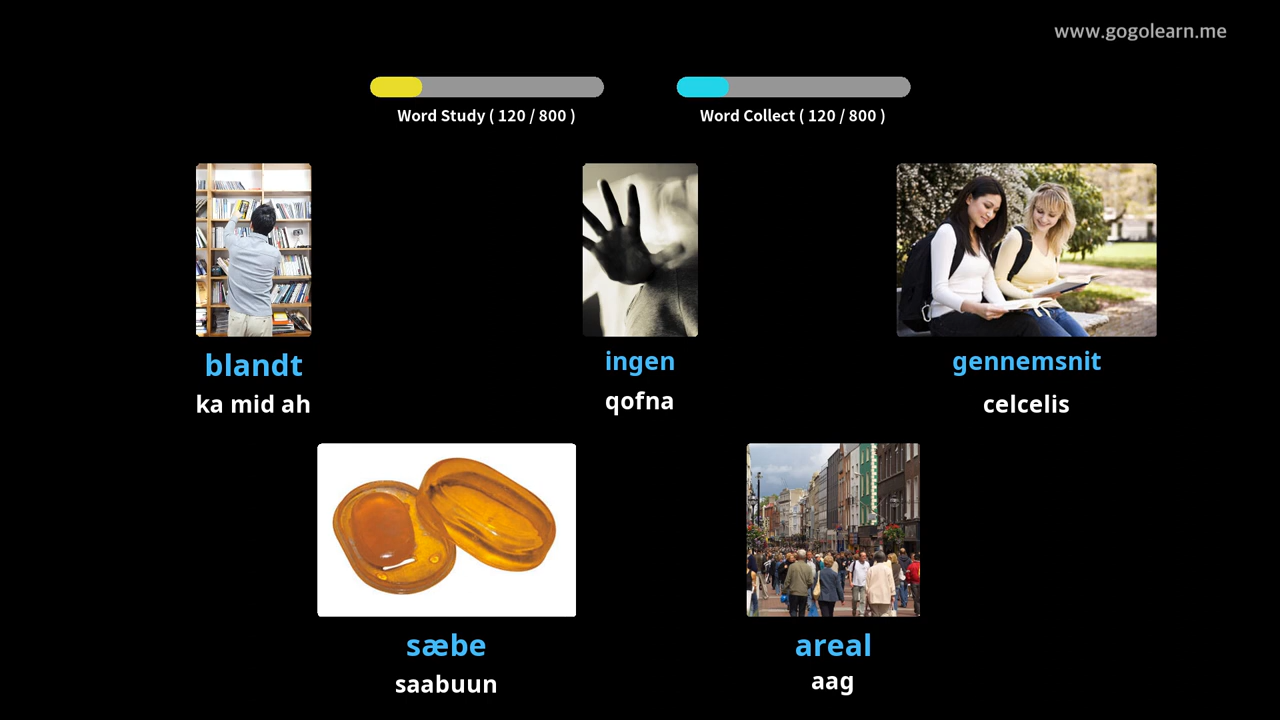 www.gogolearn.me
Word Study ( 120 / 800 )
Word Collect ( 120 / 800 )
blandt
ka mid ah
ingen
qofna
gennemsnit
celcelis
sæbe
saabuun
areal
aag